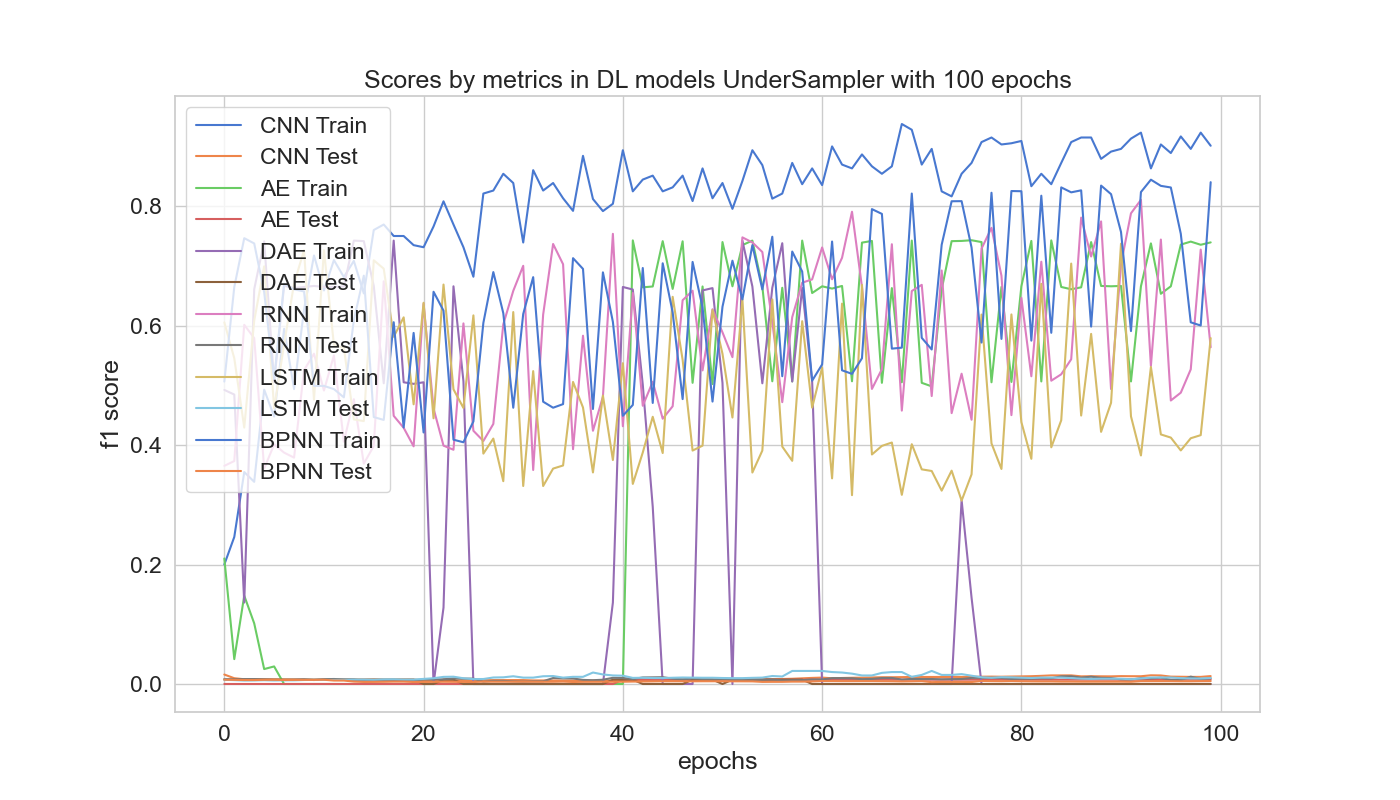 Scores by metrics in DL models UnderSampler with 100 epochs
CNN Train
CNN Test
AE Train
AE Test
DAE Train
DAE Test
RNN Train
RNN Test
LSTM Train
LSTM Test
BPNN Train
BPNN Test
f1 score
0.8
0.6
0.4
0.2
0.0
0
20
40
60
80
100
epochs